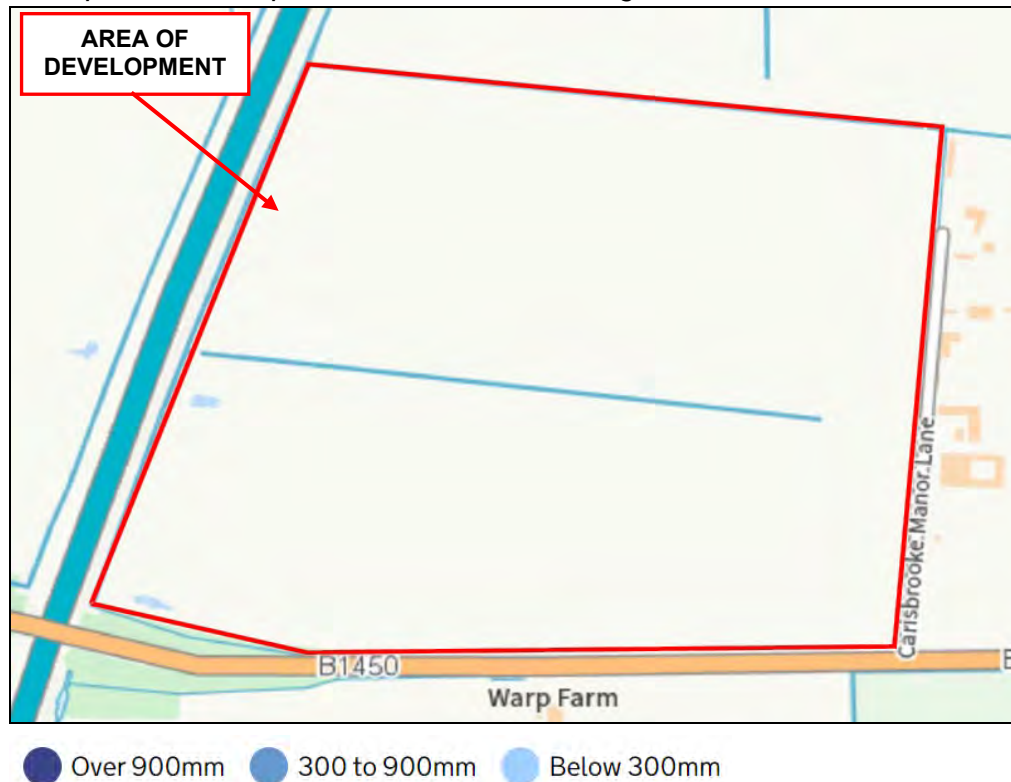 AREA OF
DEVELOPMENT
Carisbrooke Manor Lane
B1450
Warp Farm
Over 900mm
300 to 900mm
Below 300mm